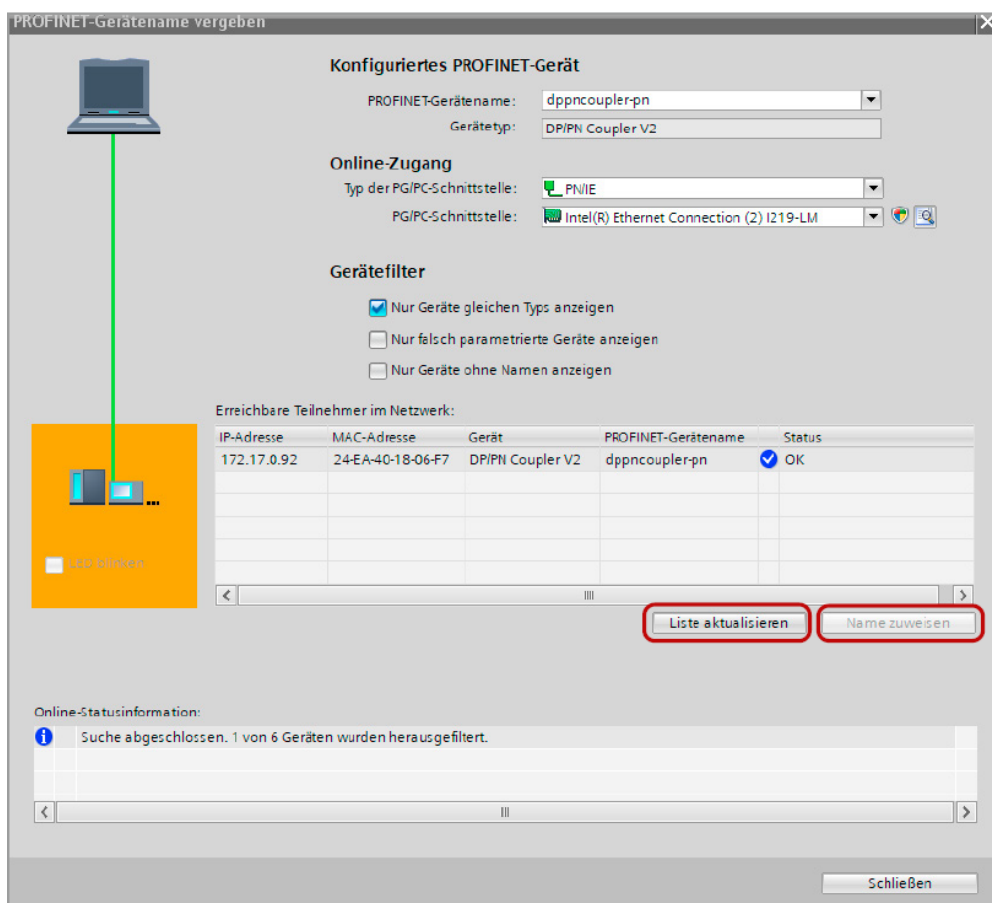 PROFINET-Gerätename vergeben
Konfiguriertes PROFINET-Gerät
PROFINET-Gerätename: dppncoupler-pn
Gerätetyp: DP/PN Coupler V2
Online-Zugang
Typ der PG/PC-Schnittstelle: PN/IE
PG/PC-Schnittstelle: Intel(R) Ethernet Connection (2) I219-LM
Gerätefilter
Nur Geräte gleichen Typs anzeigen
Nur falsch parametrierte Geräte anzeigen
Nur Geräte ohne Namen anzeigen
Erreichbare Teilnehmer im Netzwerk:
IP-Adresse MAC-Adresse Gerät PROFINET-Gerätename Status
172.17.0.92 24-EA-40-18-06-F7 DP/PN Coupler V2 dppncoupler-pn OK
LED blinken
Liste aktualisieren Name zuweisen
Online-Statusinformation:
Suche abgeschlossen. 1 von 6 Geräten wurden herausgefiltert.
Schließen